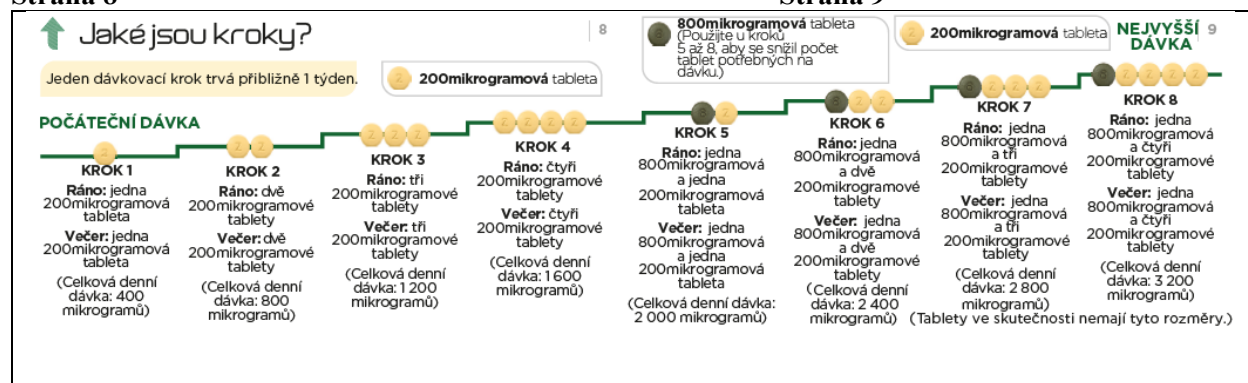 Strana 8
Strana 9
Jaké jsou kroky?
8
Jeden dávkovací krok trvá přibližně 1 týden.
200mikrogramová tableta
800mikrogramová tableta
(Použijte u kroků
5 až 8, aby se snížil počet
tablet potřebných na
dávku.)
200mikrogramová tableta
NEJVYŠŠÍ
DÁVKA
9
POČÁTEČNÍ DÁVKA
KROK 1
Ráno: jedna
200mikrogramová
tableta
Večer: jedna
200mikrogramová
tableta
(Celková denní
dávka: 400
mikrogramů)
KROK 2
Ráno: dvě
200mikrogramové
tablety
Večer: dvě
200mikrogramové
tablety
(Celková denní
dávka: 800
mikrogramů)
KROK 3
Ráno: tři
200mikrogramové
tablety
Večer: tři
200mikrogramové
tablety
(Celková denní
dávka: 1 200
mikrogramů)
KROK 4
Ráno: čtyři
200mikrogramové
tablety
Večer: čtyři
200mikrogramové
tablety
(Celková denní
dávka: 1 600
mikrogramů)
KROK 5
Ráno: jedna
800mikrogramová
a jedna
200mikrogramová
tableta
Večer: jedna
800mikrogramová
a jedna
200mikrogramová
tableta
(Celková denní dávka:
2 000 mikrogramů)
KROK 6
Ráno: jedna
800mikrogramová
a dvě
200mikrogramové
tablety
Večer: jedna
800mikrogramová
a dvě
200mikrogramové
tablety
(Celková denní
dávka: 2 400
mikrogramů)
KROK 7
Ráno: jedna
800mikrogramová
a tři
200mikrogramové
tablety
Večer: jedna
800mikrogramová
a tři
200mikrogramové
tablety
(Celková denní
dávka: 2 800
mikrogramů)
KROK 8
Ráno: jedna
800mikrogramová
a čtyři
200mikrogramové
tablety
Večer: jedna
800mikrogramová
a čtyři
200mikrogramové
tablety
(Celková denní
dávka: 3 200
mikrogramů)
(Tablety ve skutečnosti nemají tyto rozměry.)